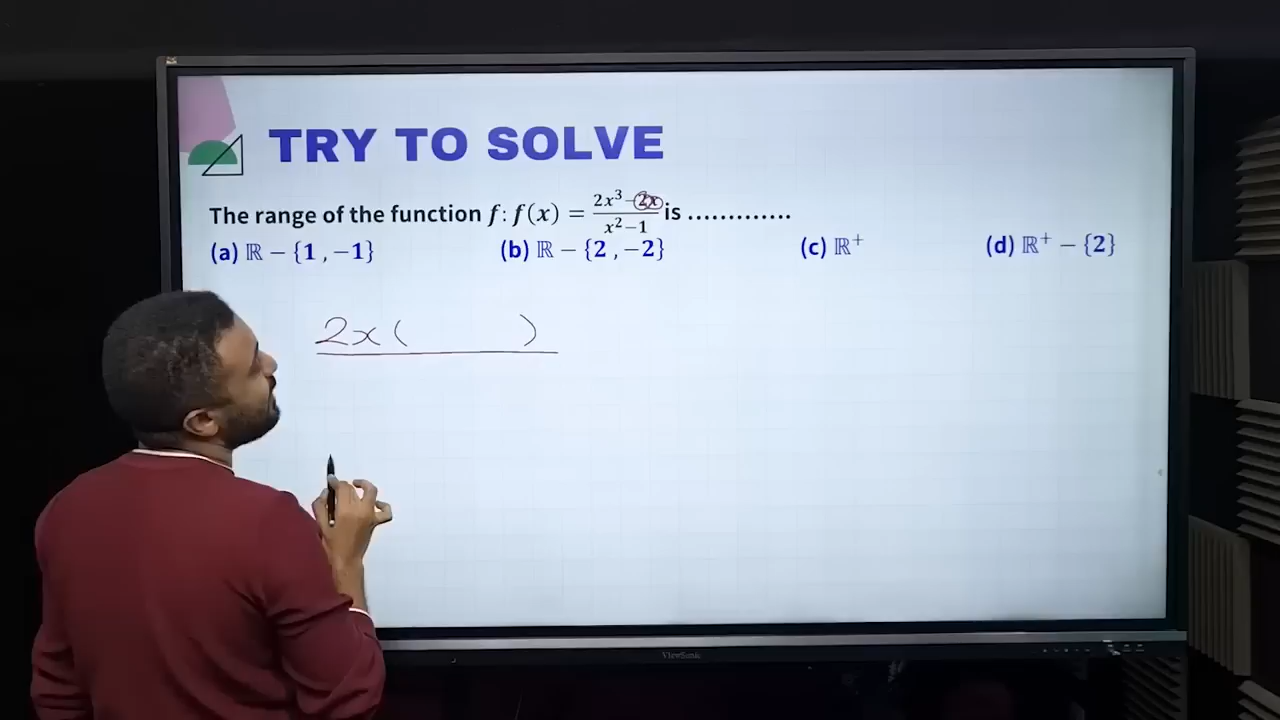 TRY TO SOLVE
The range of the function f: f(x) = (2x³−2x)/(x²−1) is .............
(a) ℝ − {1 , −1} (b) ℝ − {2 , −2} (c) ℝ⁺ (d) ℝ⁺ − {2}
2x( )
ViewSonic